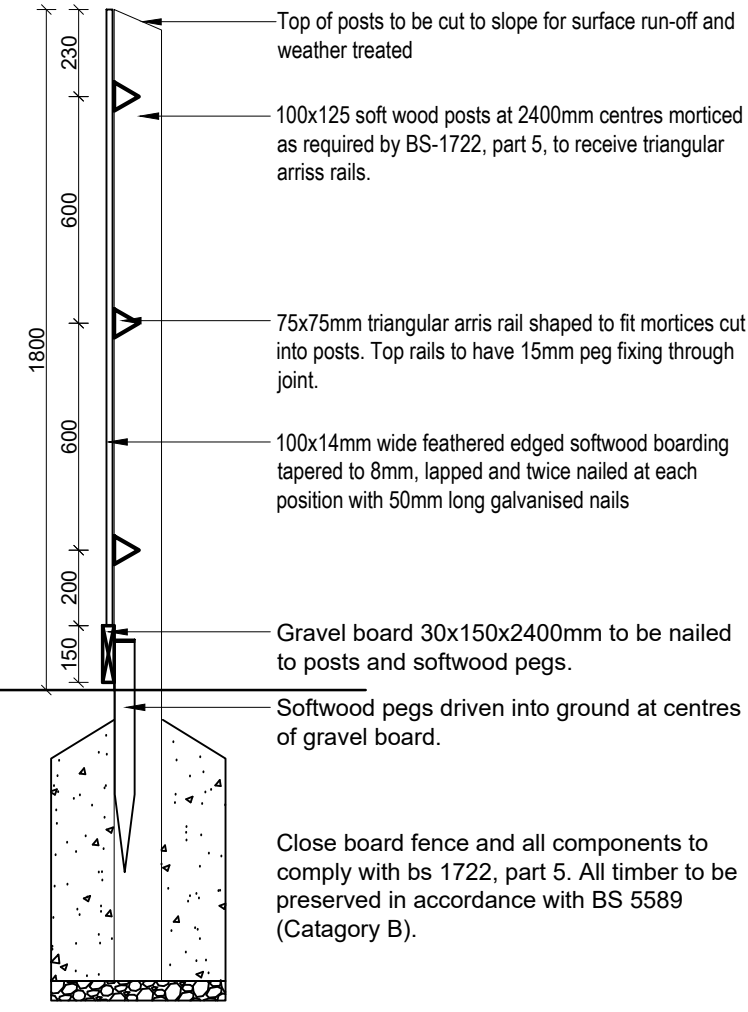 Top of posts to be cut to slope for surface run-off and
weather treated
230
100x125 soft wood posts at 2400mm centres morticed
as required by BS-1722, part 5, to receive triangular
arriss rails.
600
75x75mm triangular arris rail shaped to fit mortices cut
into posts. Top rails to have 15mm peg fixing through
joint.
1800
600
100x14mm wide feathered edged softwood boarding
tapered to 8mm, lapped and twice nailed at each
position with 50mm long galvanised nails
200
Gravel board 30x150x2400mm to be nailed
to posts and softwood pegs.
150
Softwood pegs driven into ground at centres
of gravel board.
Close board fence and all components to
comply with bs 1722, part 5. All timber to be
preserved in accordance with BS 5589
(Catagory B).